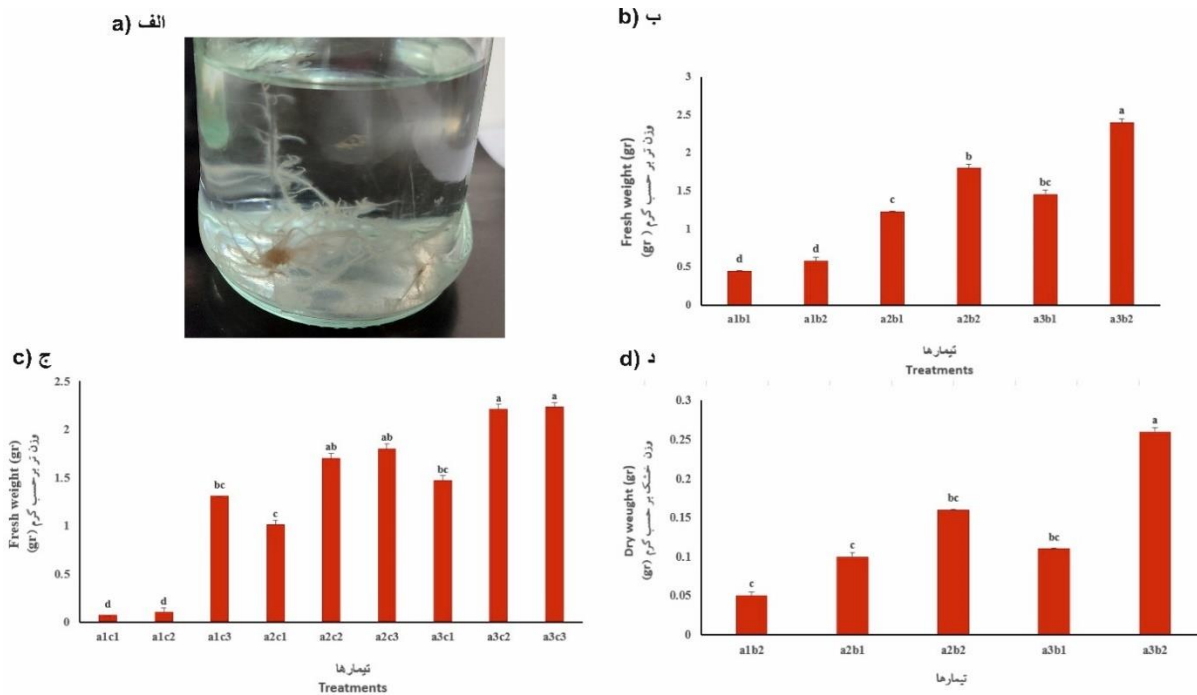 a) الف
b) ب
3
2.5
2
1.5
1
0.5
0
Fresh weight (gr)
وزن تر بر حسب گرم ( gr)
d
d
c
b
bc
a
a1b1 a1b2 a2b1 a2b2 a3b1 a3b2
تیمارها
Treatments
c) ج
2.5
2
1.5
1
0.5
0
Fresh weight (gr)
وزن تر برحسب گرم ( gr)
d
d
bc
c
ab
ab
bc
a
a
a1c1 a1c2 a1c3 a2c1 a2c2 a2c3 a3c1 a3c2 a3c3
تیمارها
Treatments
d) د
0.3
0.25
0.2
0.15
0.1
0.05
0
Dry weught (gr)
وزن خشک بر حسب گرم (gr)
c
c
bc
bc
a
a1b2 a2b1 a2b2 a3b1 a3b2
تیمارها